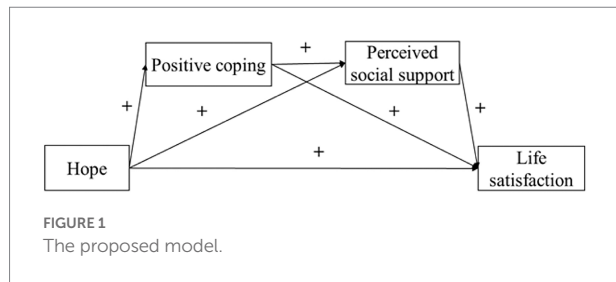 Positive coping
+
Perceived
social support
+
+
+
+
Hope
+
Life
satisfaction
FIGURE 1
The proposed model.